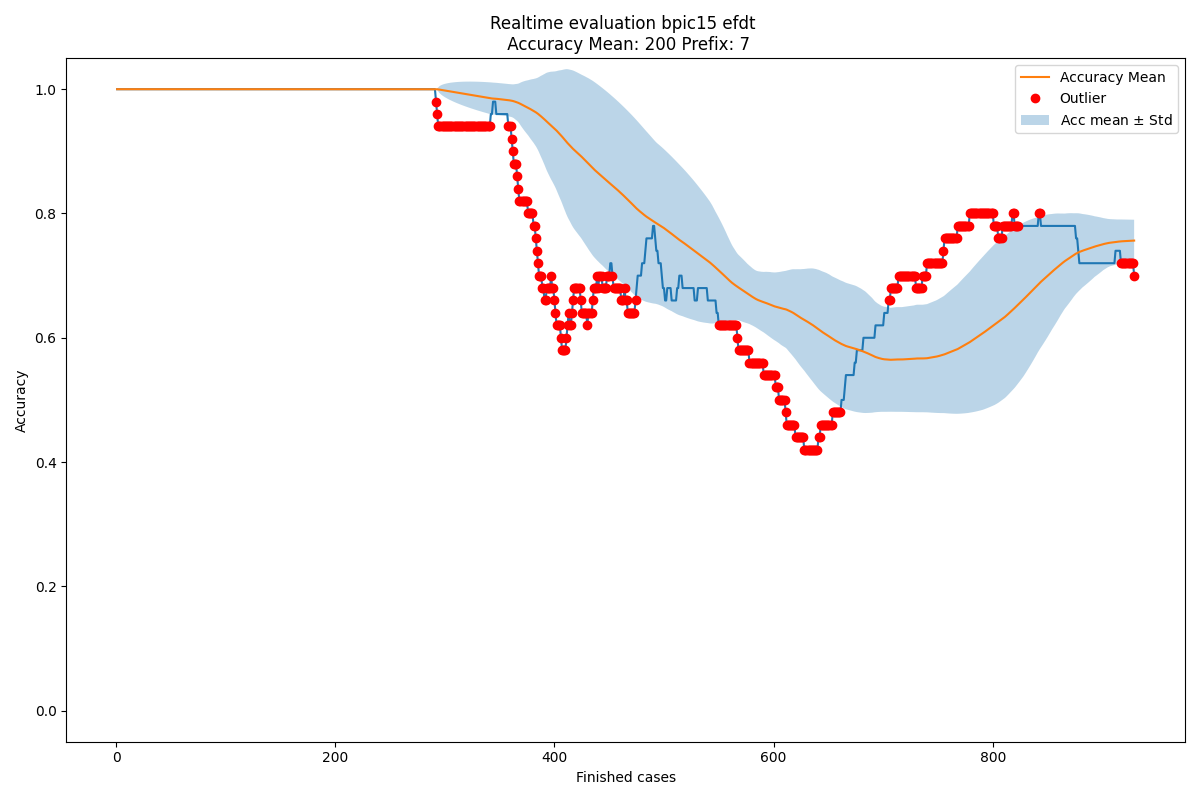 Realtime evaluation bpic15 efdt
Accuracy Mean: 200 Prefix: 7
Accuracy Mean
Outlier
Acc mean ± Std
1.0
0.8
0.6
0.4
0.2
0.0
Accuracy
0
200
400
600
800
Finished cases